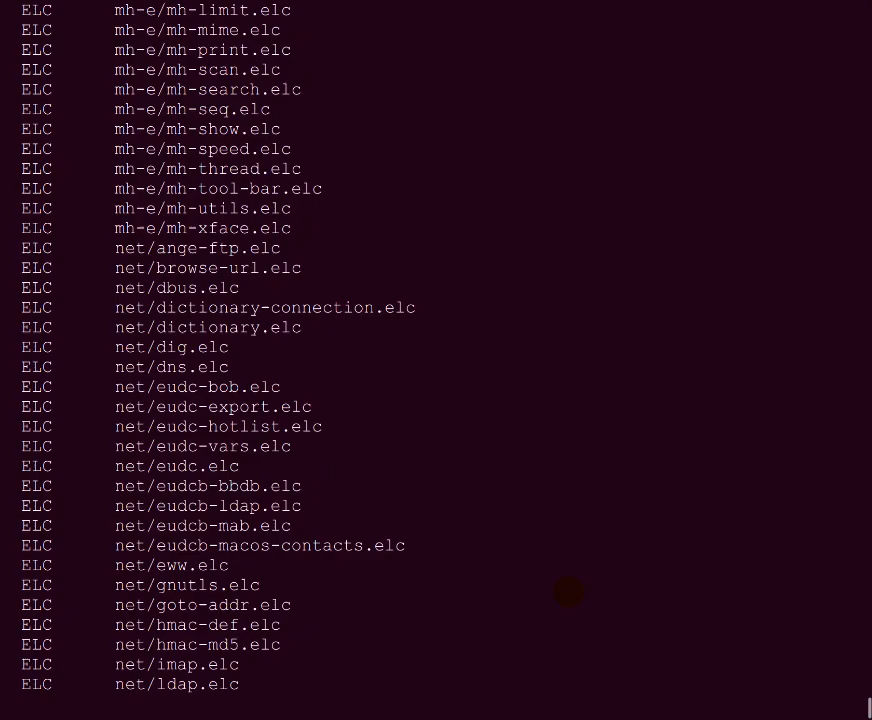 ELC mh-e/mh-limit.elc
ELC mh-e/mh-mime.elc
ELC mh-e/mh-print.elc
ELC mh-e/mh-scan.elc
ELC mh-e/mh-search.elc
ELC mh-e/mh-seq.elc
ELC mh-e/mh-show.elc
ELC mh-e/mh-speed.elc
ELC mh-e/mh-thread.elc
ELC mh-e/mh-tool-bar.elc
ELC mh-e/mh-utils.elc
ELC mh-e/mh-xface.elc
ELC net/ange-ftp.elc
ELC net/browse-url.elc
ELC net/dbus.elc
ELC net/dictionary-connection.elc
ELC net/dictionary.elc
ELC net/dig.elc
ELC net/dns.elc
ELC net/eudc-bob.elc
ELC net/eudc-export.elc
ELC net/eudc-hotlist.elc
ELC net/eudc-vars.elc
ELC net/eudc.elc
ELC net/eudcb-bbdb.elc
ELC net/eudcb-ldap.elc
ELC net/eudcb-mab.elc
ELC net/eudcb-macos-contacts.elc
ELC net/eww.elc
ELC net/gnutls.elc
ELC net/goto-addr.elc
ELC net/hmac-def.elc
ELC net/hmac-md5.elc
ELC net/imap.elc
ELC net/ldap.elc